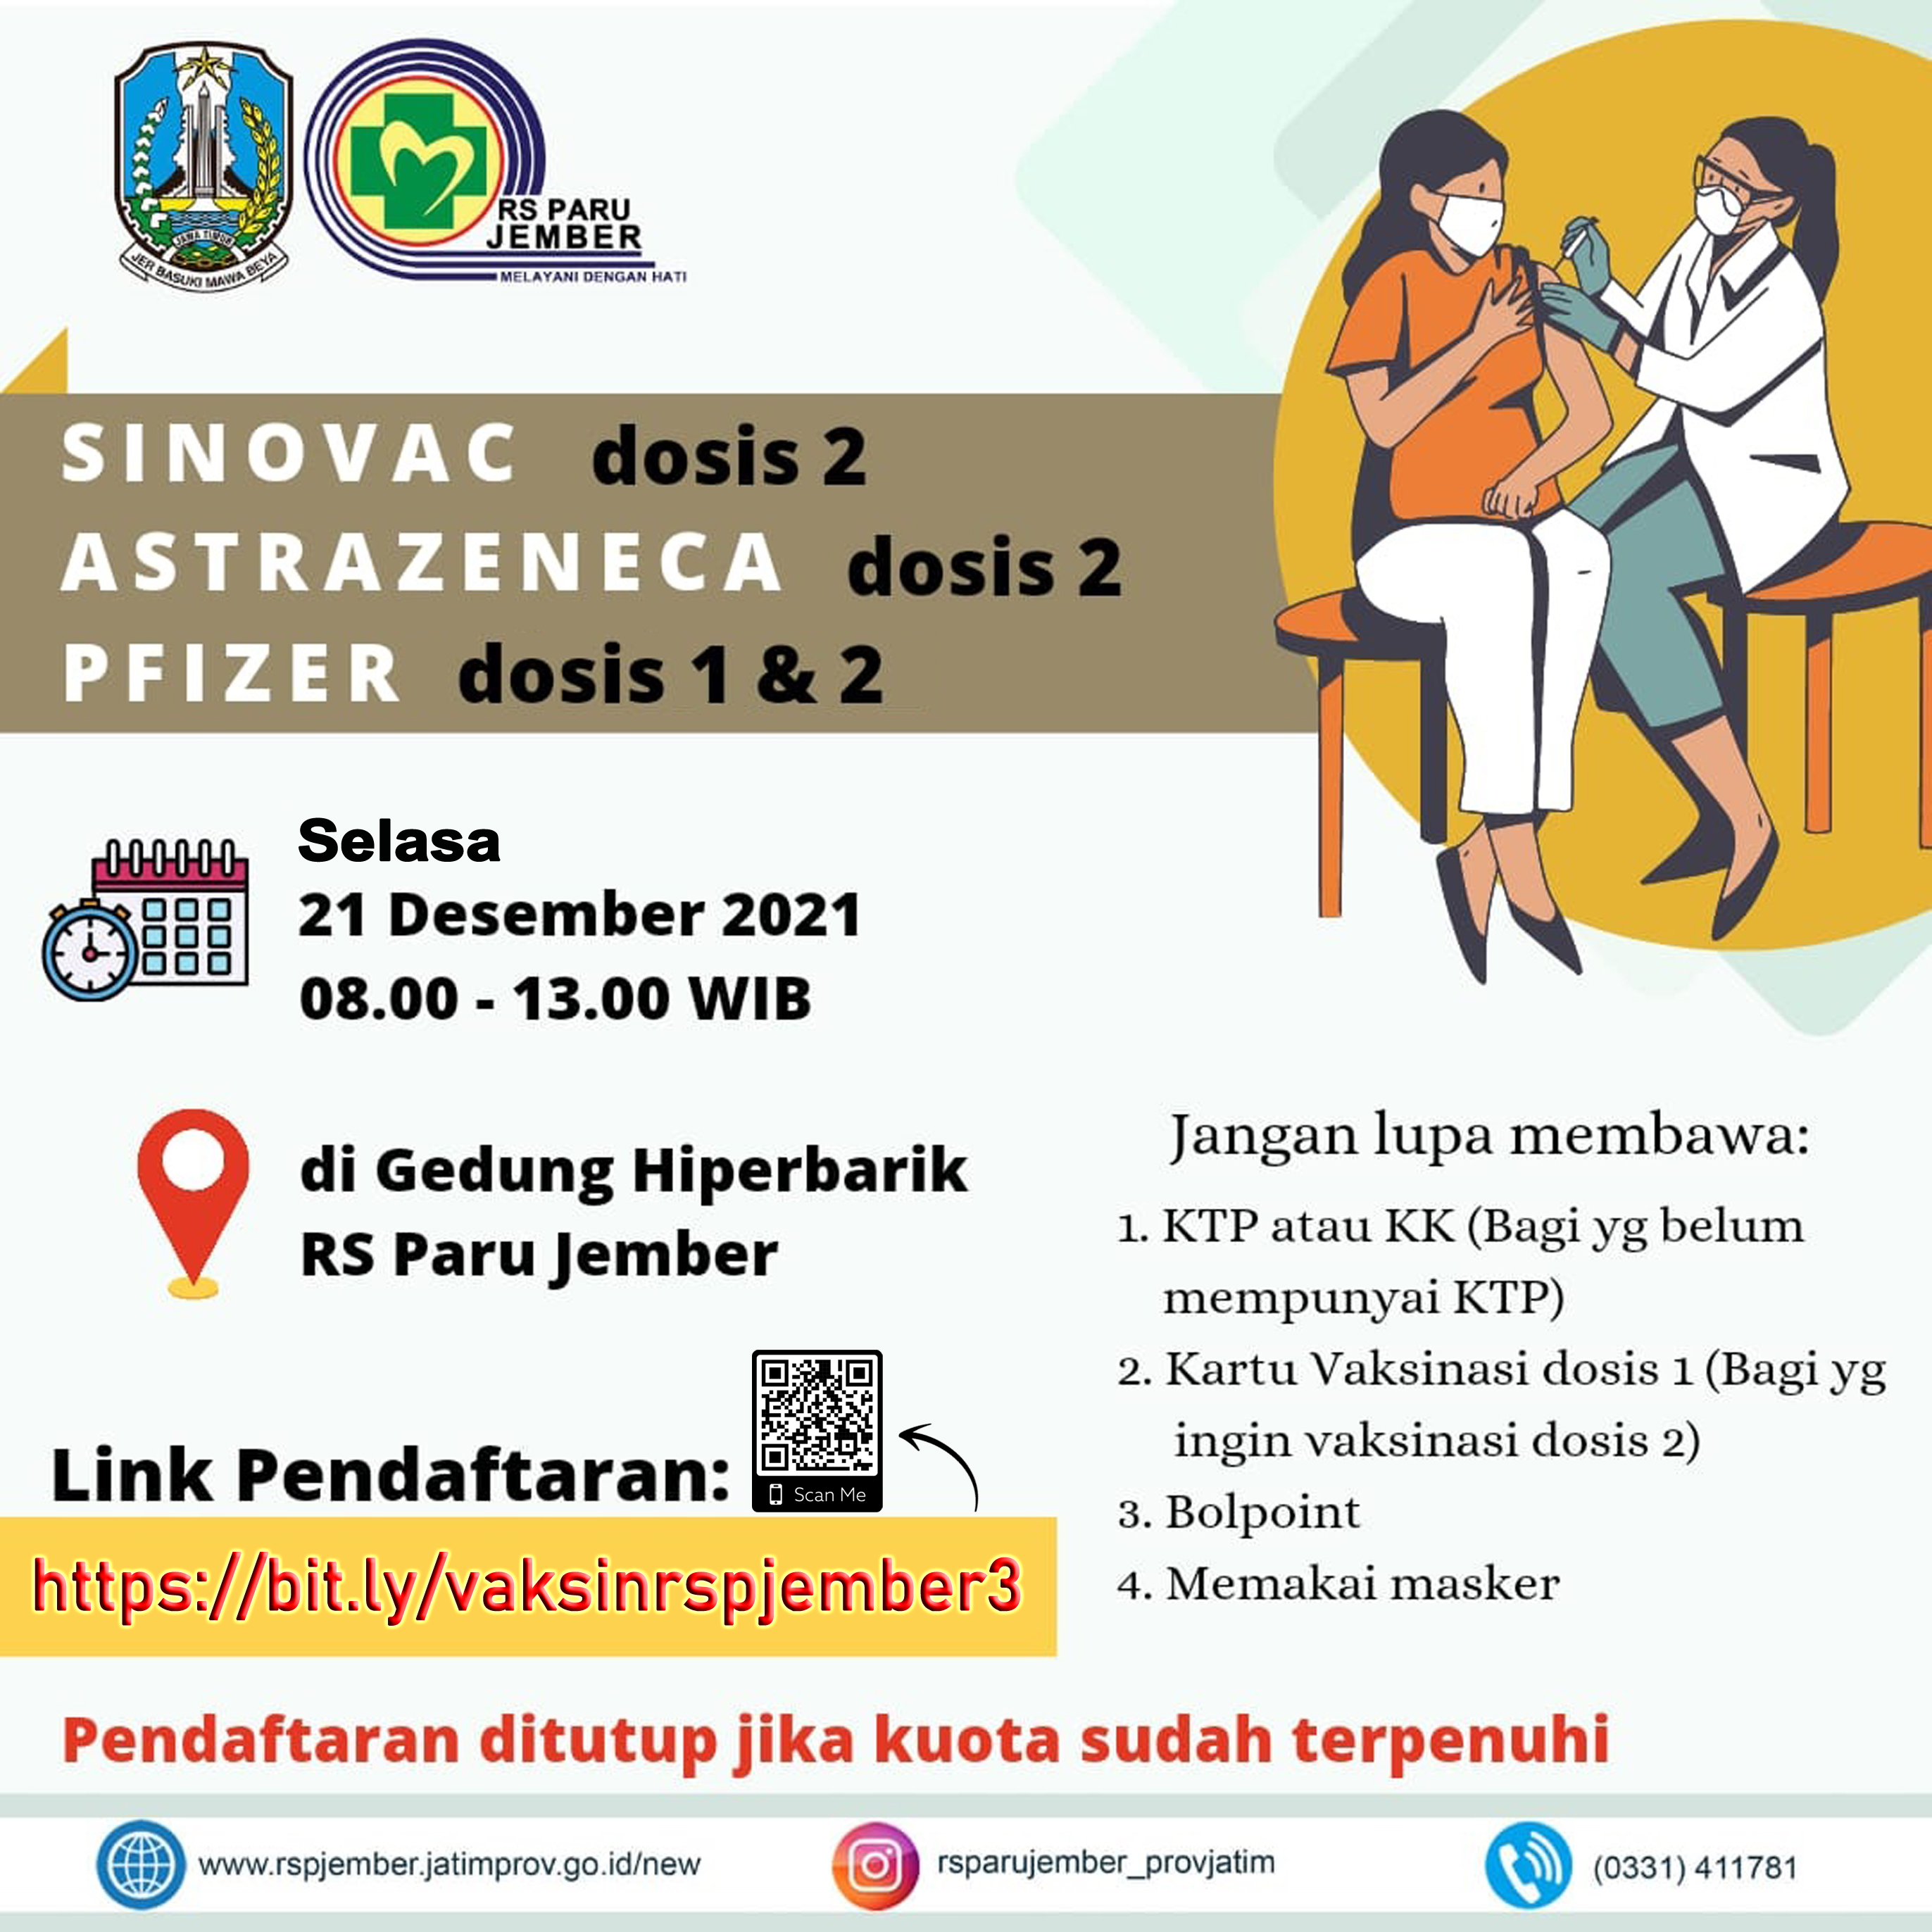 JAWA TIMUR
JER BASUKI MAWA BEYA
RS PARU
JEMBER
MELAYANI DENGAN HATI
SINOVAC dosis 2
ASTRAZENECA dosis 2
PFIZER dosis 1 & 2
Selasa
21 Desember 2021
08.00 - 13.00 WIB
di Gedung Hiperbarik
RS Paru Jember
Link Pendaftaran:
Scan Me
https://bit.ly/vaksinrspjember3
Jangan lupa membawa:
1. KTP atau KK (Bagi yg belum
mempunyai KTP)
2. Kartu Vaksinasi dosis 1 (Bagi yg
ingin vaksinasi dosis 2)
3. Bolpoint
4. Memakai masker
Pendaftaran ditutup jika kuota sudah terpenuhi
www.rspjember.jatimprov.go.id/new
rsparujember_provjatim
(0331) 411781